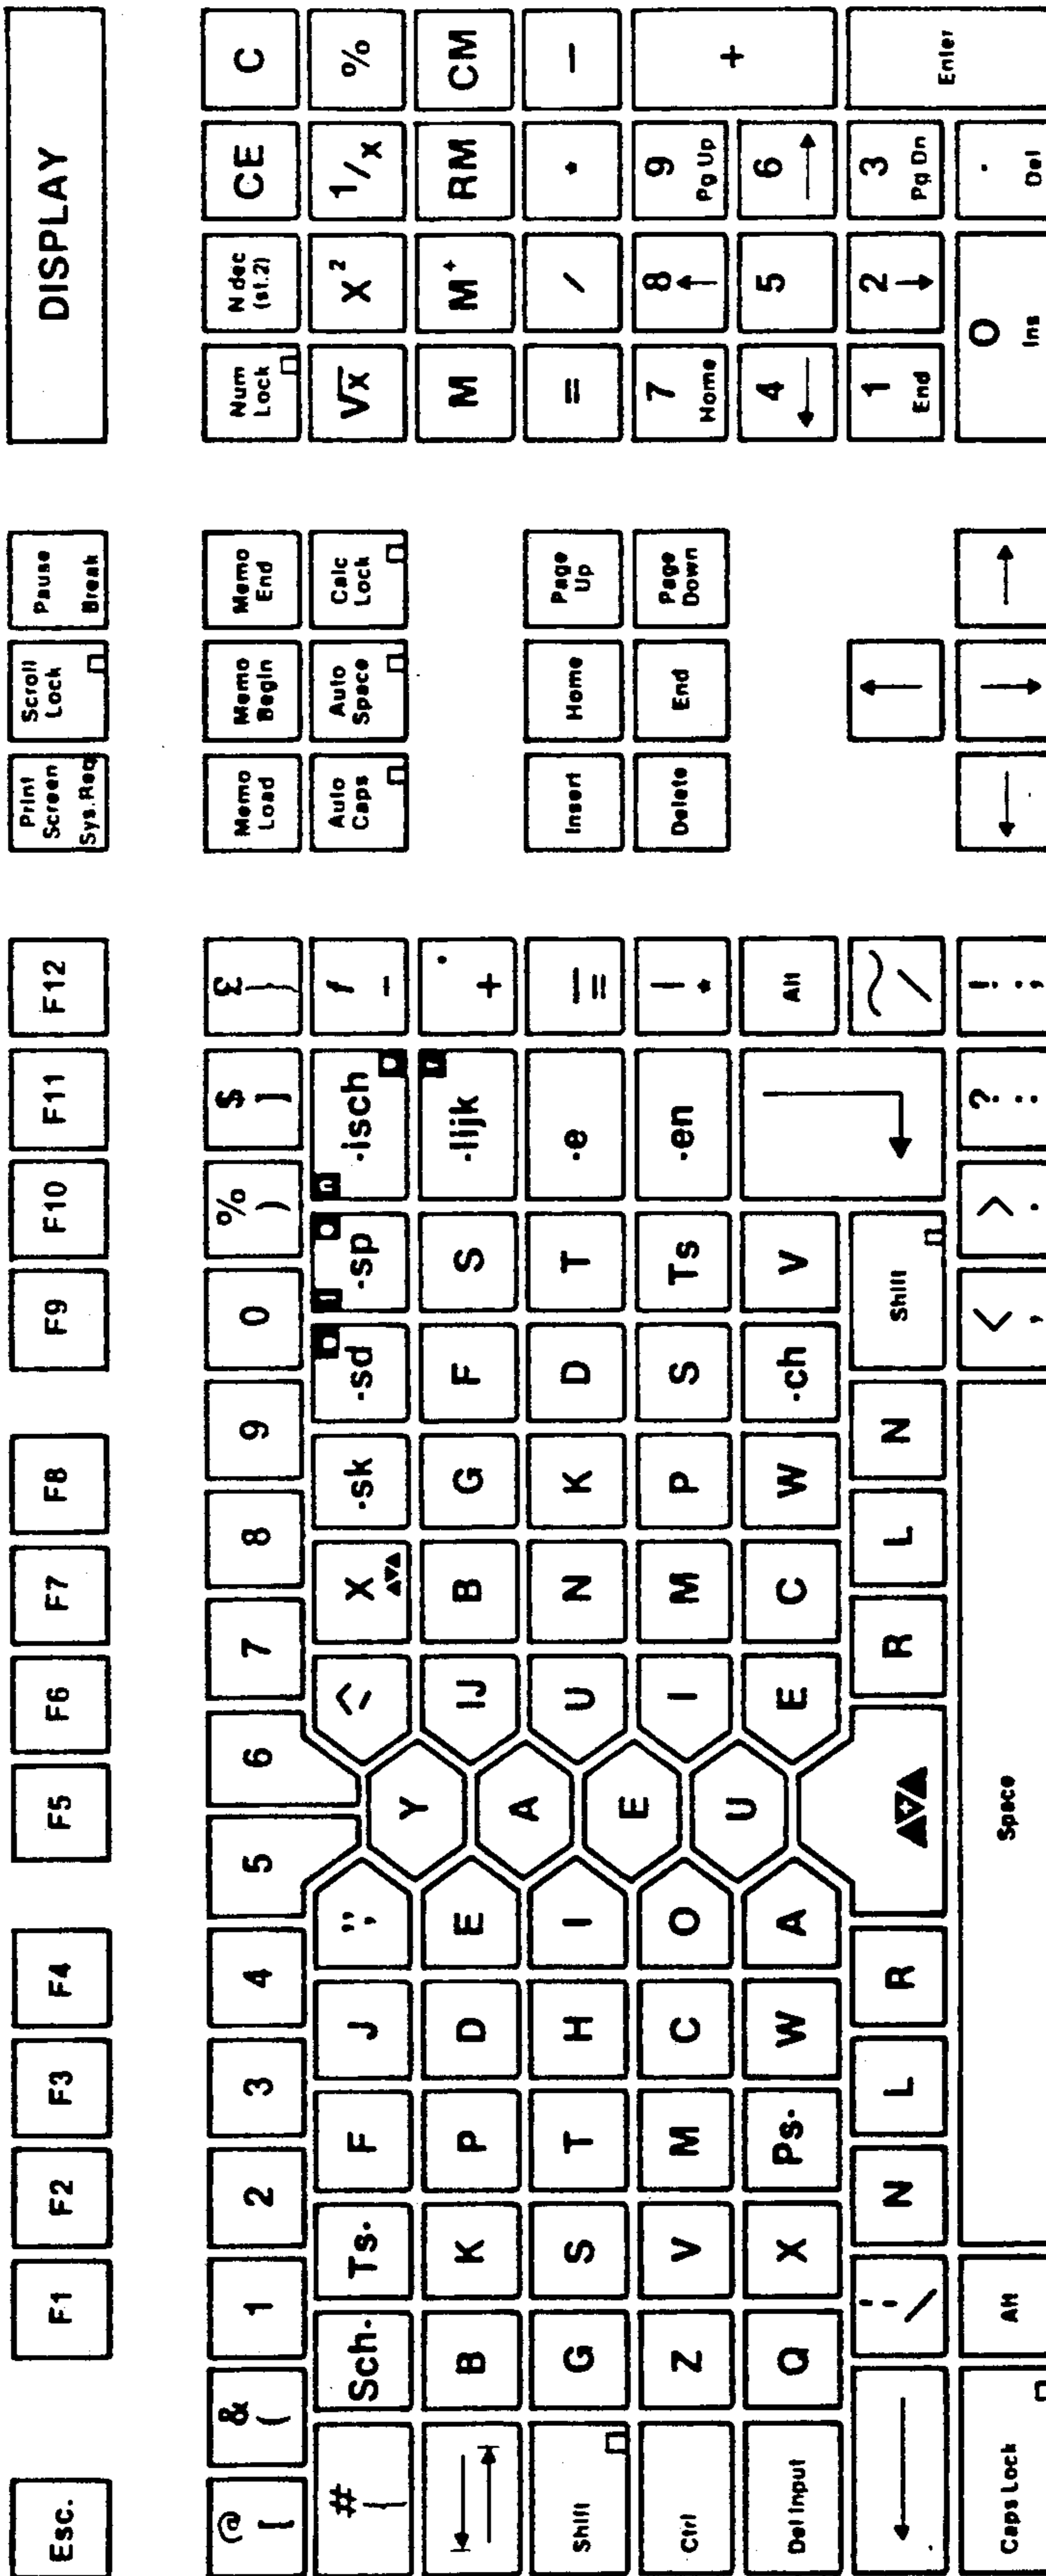 Esc. F1 F2 F3 F4 F5 F6 F7 F8 F9 F10 F11 F12 Print Screen Sys.Req Scroll Lock Pause Break DISPLAY
@ [ & ( 1 2 3 4 5 6 7 8 9 0 % ) $ ] £ } Memo Load Memo Begin Memo End Num Lock N dec (st.2) CE C
# { Sch- Ts- F J " ' ^ X -sk -sd -sp -isch Auto Caps Auto Space Calc Lock √x X² 1/x %
B K P D E Y IJ B G F S -lijk + M M+ RM CM
Shift G S T H I A U N K D T -e = Insert Home Page Up = / * -
Ctrl Z V M C O E I M P S Ts -en | * Delete End Page Down 7 Home 8 ↑ 9 Pg Up +
Del Input Q X Ps- W A U E C W -ch V Alt 4 ← 5 6 →
← \ N L R R L N Shift ~ / ↑ 1 End 2 ↓ 3 Pg Dn Enter
Caps Lock Alt Space < , > . ? : ! ; ← ↓ → 0 Ins . Del